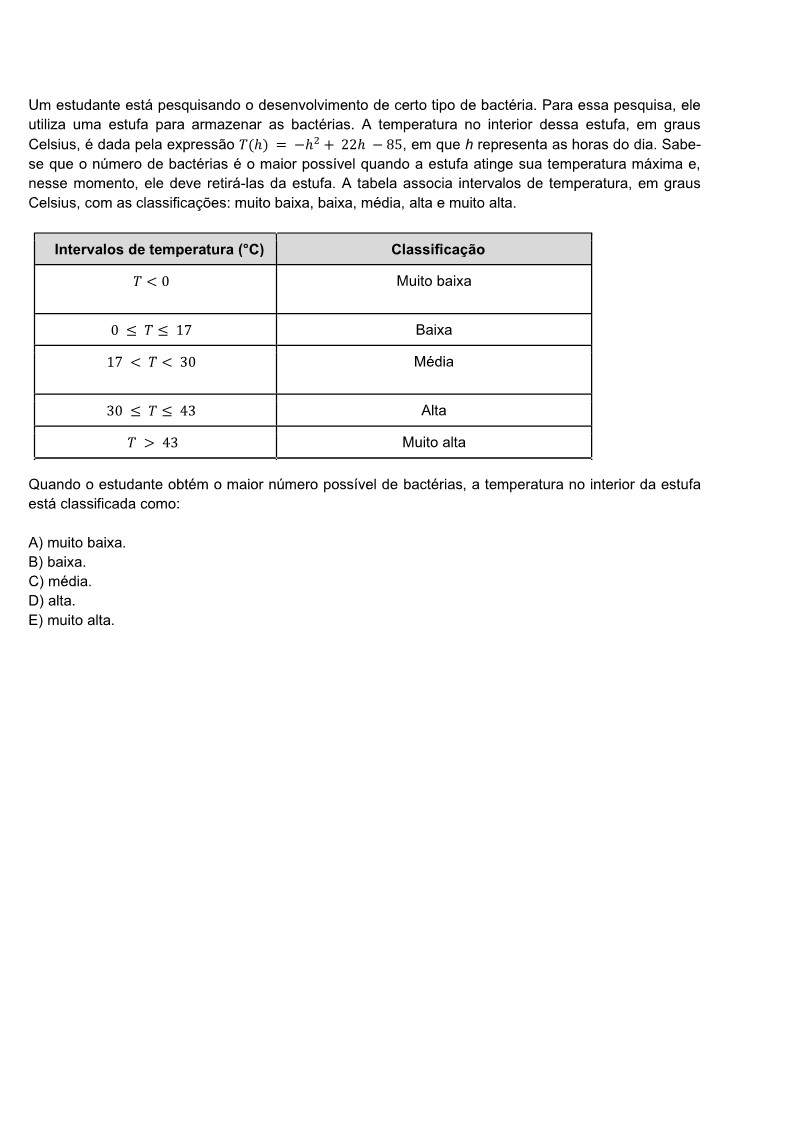 Um estudante está pesquisando o desenvolvimento de certo tipo de bactéria. Para essa pesquisa, ele
utiliza uma estufa para armazenar as bactérias. A temperatura no interior dessa estufa, em graus
Celsius, é dada pela expressão T(h) = −h² + 22h − 85, em que h representa as horas do dia. Sabe-
se que o número de bactérias é o maior possível quando a estufa atinge sua temperatura máxima e,
nesse momento, ele deve retirá-las da estufa. A tabela associa intervalos de temperatura, em graus
Celsius, com as classificações: muito baixa, baixa, média, alta e muito alta.
Intervalos de temperatura (°C) Classificação
T < 0 Muito baixa
0 ≤ T ≤ 17 Baixa
17 < T < 30 Média
30 ≤ T ≤ 43 Alta
T > 43 Muito alta
Quando o estudante obtém o maior número possível de bactérias, a temperatura no interior da estufa
está classificada como:
A) muito baixa.
B) baixa.
C) média.
D) alta.
E) muito alta.